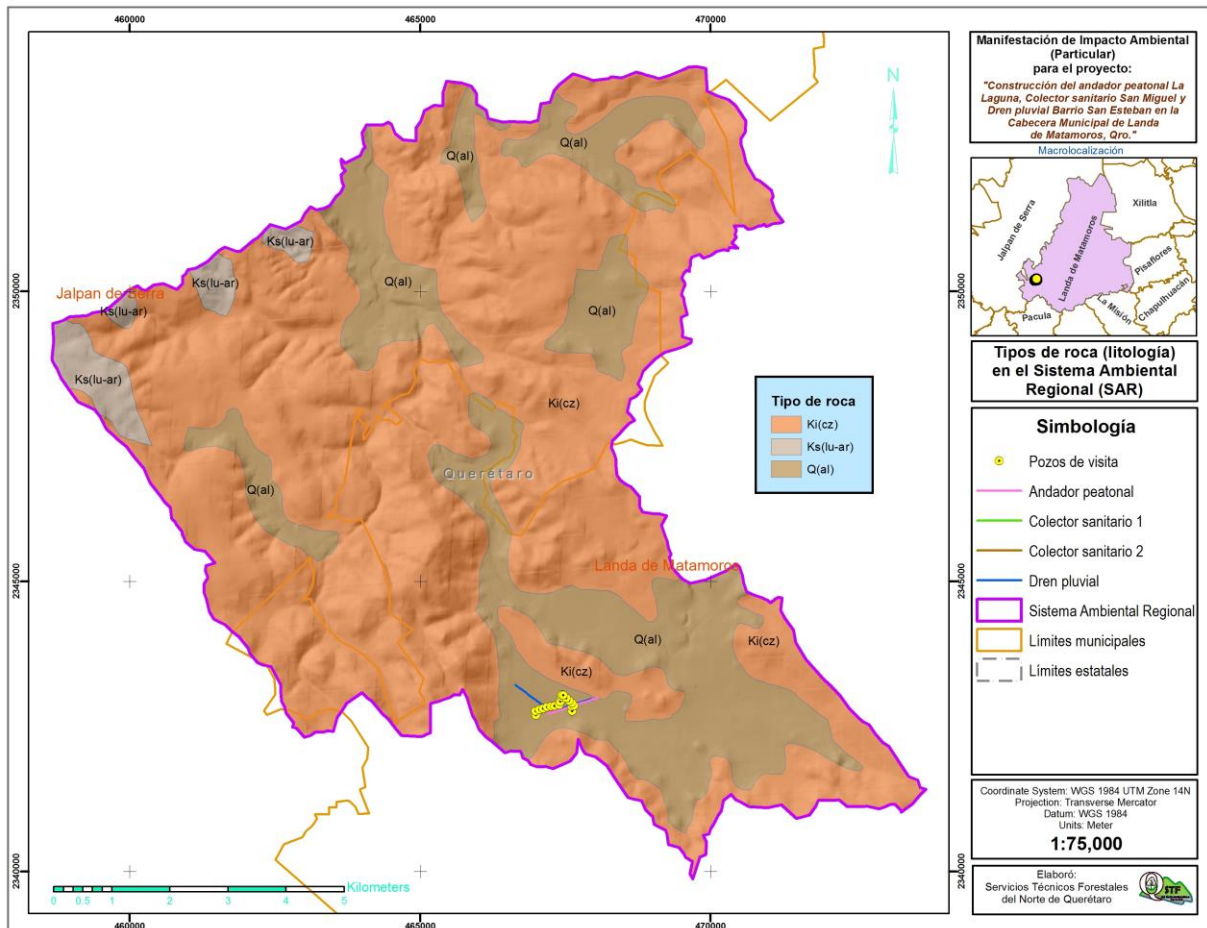 460000
465000
470000
2350000
2345000
2340000
2350000
2345000
2340000
N
Q(al)
Q(al)
Ks(lu-ar)
Ks(lu-ar)
Jalpan de Serra
Ks(lu-ar)
Q(al)
Q(al)
Ks(lu-ar)
Ki(cz)
Querétaro
Q(al)
Landa de Matamoros
Q(al)
Ki(cz)
Ki(cz)
Tipo de roca
Ki(cz)
Ks(lu-ar)
Q(al)
Kilometers
0 0.5 1 2 3 4 5
460000
465000
470000
Manifestación de Impacto Ambiental
(Particular)
para el proyecto:
"Construcción del andador peatonal La
Laguna, Colector sanitario San Miguel y
Dren pluvial Barrio San Esteban en la
Cabecera Municipal de Landa
de Matamoros, Qro."
Macrolocalización
Jalpan de Serra
Xilitla
Landa de Matamoros
Pisaflores
Pacula
La Misión
Chapulhuacán
Tipos de roca (litología)
en el Sistema Ambiental
Regional (SAR)
Simbología
Pozos de visita
Andador peatonal
Colector sanitario 1
Colector sanitario 2
Dren pluvial
Sistema Ambiental Regional
Límites municipales
Límites estatales
Coordinate System: WGS 1984 UTM Zone 14N
Projection: Transverse Mercator
Datum: WGS 1984
Units: Meter
1:75,000
Elaboró:
Servicios Técnicos Forestales
del Norte de Querétaro
STF